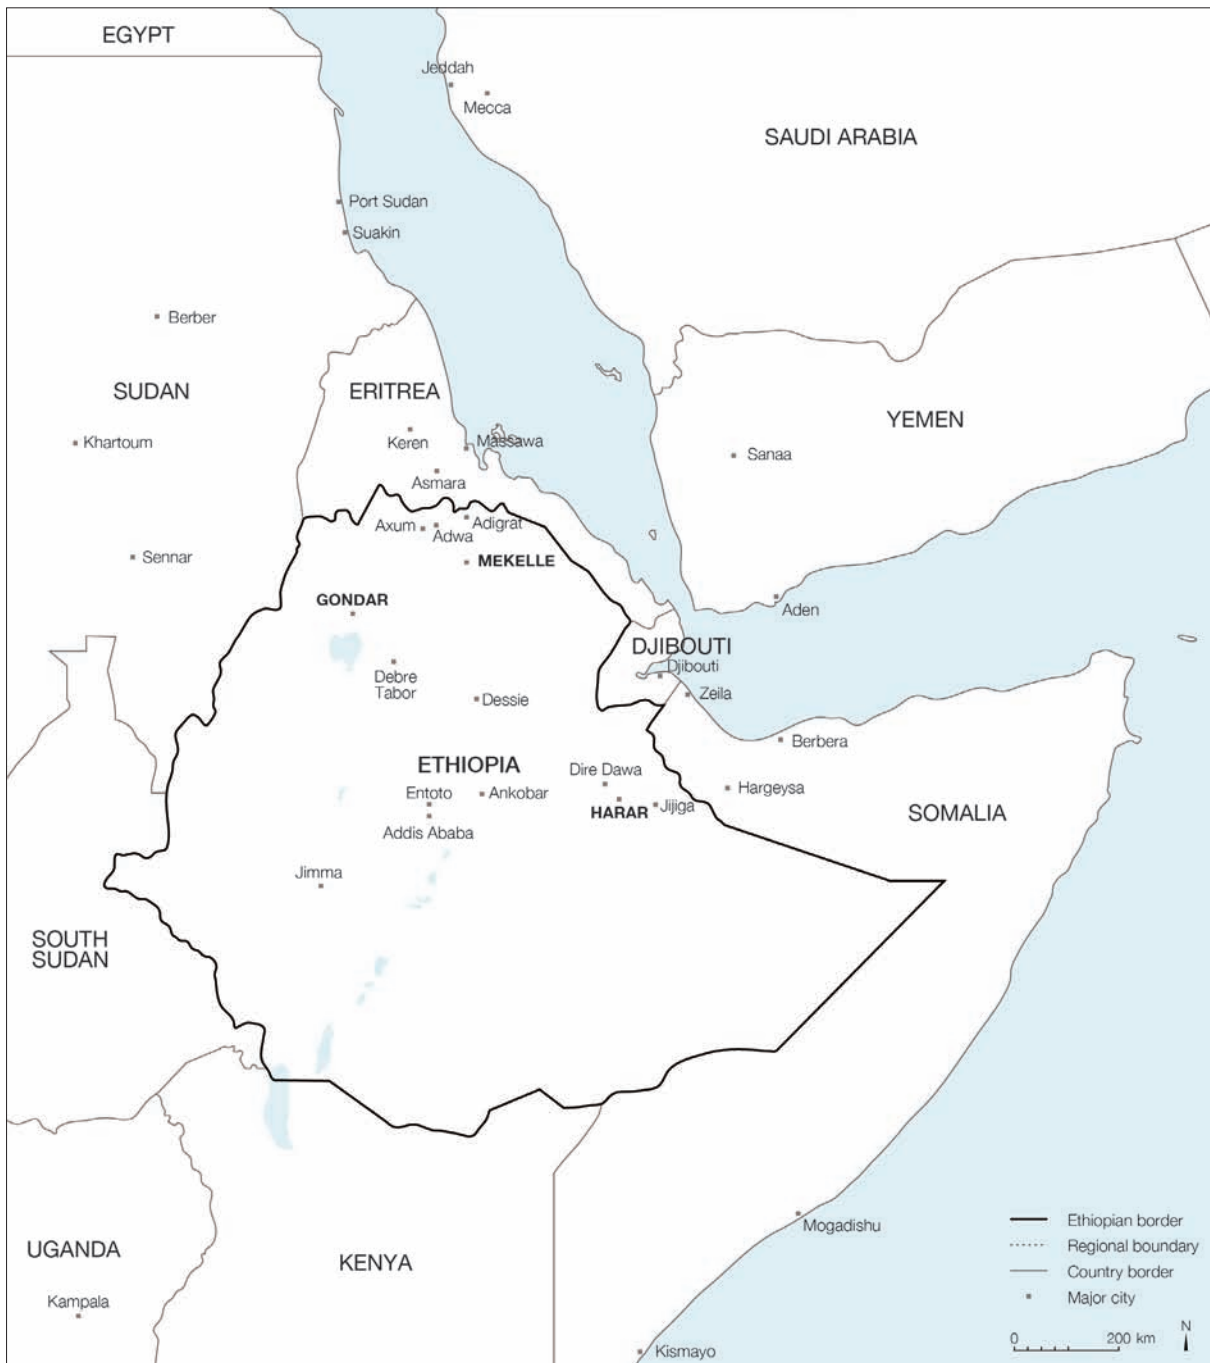 EGYPT
Jeddah
Mecca
SAUDI ARABIA
Port Sudan
Suakin
Berber
SUDAN
ERITREA
YEMEN
Khartoum
Keren
Massawa
Sanaa
Asmara
Axum
Adwa
Adigrat
Sennar
MEKELLE
GONDAR
Aden
DJIBOUTI
Djibouti
Debre
Tabor
Dessie
Zeila
Berbera
ETHIOPIA
Dire Dawa
Entoto
Ankobar
Hargeysa
HARAR
Jijiga
SOMALIA
Addis Ababa
Jimma
SOUTH
SUDAN
Mogadishu
UGANDA
KENYA
Kampala
Kismayo
Ethiopian border
Regional boundary
Country border
Major city
0 200 km
N